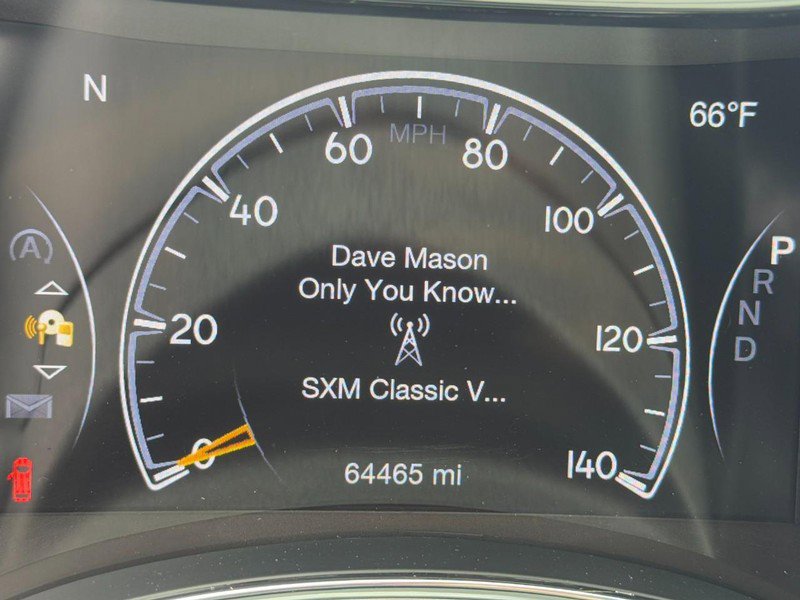 N
66°F
MPH
60
80
40
100
Dave Mason
Only You Know...
20
120
SXM Classic V...
0
140
64465 mi
A
P
R
N
D